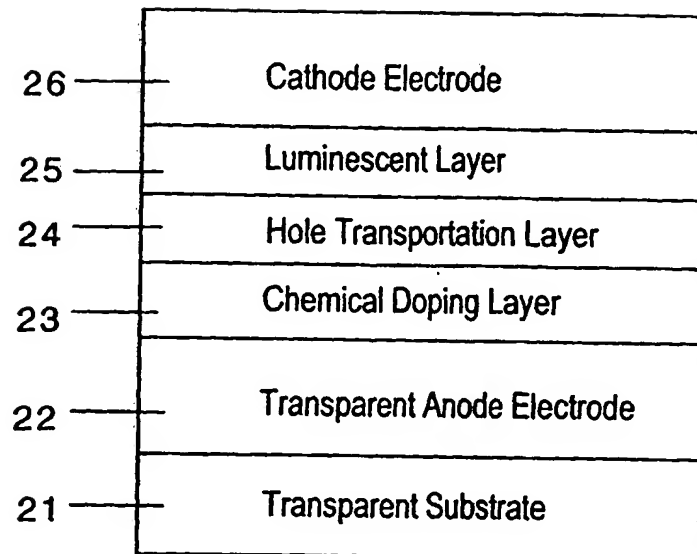 26 Cathode Electrode
25 Luminescent Layer
24 Hole Transportation Layer
23 Chemical Doping Layer
22 Transparent Anode Electrode
21 Transparent Substrate